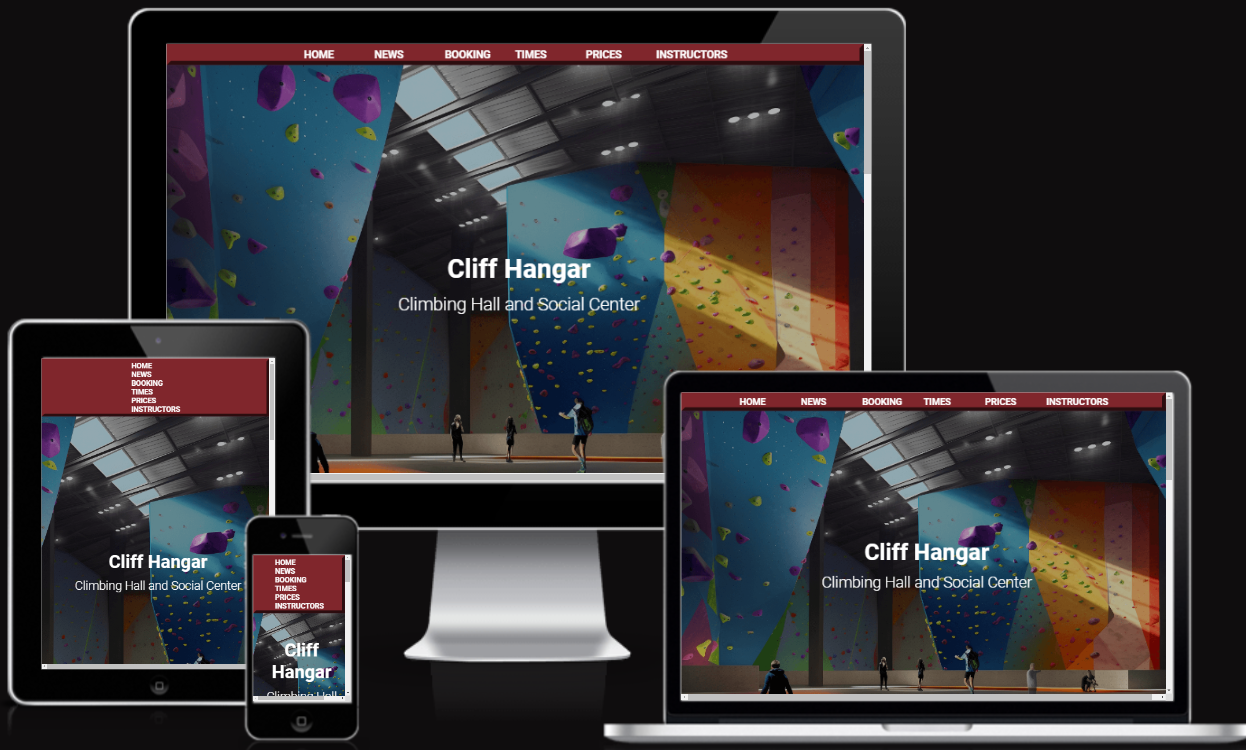 HOME NEWS BOOKING TIMES PRICES INSTRUCTORS
Cliff Hangar
Climbing Hall and Social Center
HOME
NEWS
BOOKING
TIMES
PRICES
INSTRUCTORS
Cliff Hangar
Climbing Hall and Social Center
HOME
NEWS
BOOKING
TIMES
PRICES
INSTRUCTORS
Cliff
Hangar
Climbing Hall
HOME NEWS BOOKING TIMES PRICES INSTRUCTORS
Cliff Hangar
Climbing Hall and Social Center